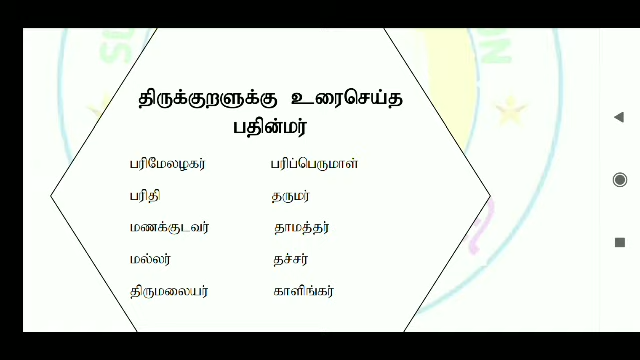 திருக்குறளுக்கு உரைசெய்த
பதின்மர்
பரிமேலழகர் பரிப்பெருமாள்
பரிதி தருமர்
மணக்குடவர் தாமத்தர்
மல்லர் தச்சர்
திருமலையர் காளிங்கர்